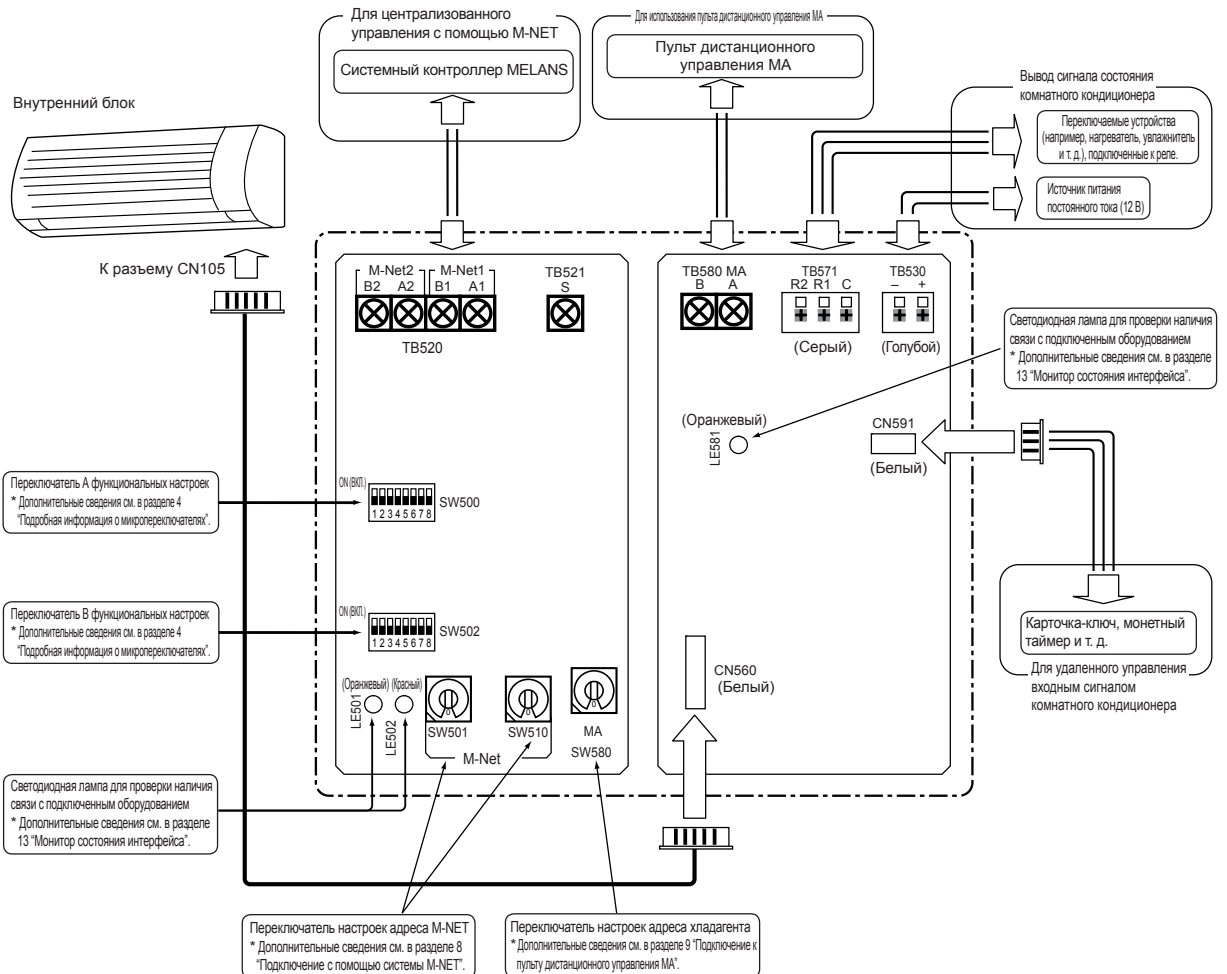 Для централизованного
управления с помощью M-NET
Системный контроллер MELANS
Для использования пульта дистанционного управления MA
Пульт дистанционного
управления MA
Вывод сигнала состояния
комнатного кондиционера
Переключаемые устройства
(например, нагреватель, увлажнитель
и т. д.), подключенные к реле.
Источник питания
постоянного тока (12 В)
Внутренний блок
К разъему CN105
M-Net2 M-Net1
B2 A2 B1 A1
TB520
TB521
S
TB580 MA
B A
TB571
R2 R1 C
(Серый)
TB530
– +
(Голубой)
Светодиодная лампа для проверки наличия
связи с подключенным оборудованием
* Дополнительные сведения см. в разделе
13 “Монитор состояния интерфейса”.
(Оранжевый)
LE581
CN591
(Белый)
Переключатель A функциональных настроек
* Дополнительные сведения см. в разделе 4
“Подробная информация о микропереключателях”.
ON (ВКЛ.)
1 2 3 4 5 6 7 8
SW500
Переключатель B функциональных настроек
* Дополнительные сведения см. в разделе 4
“Подробная информация о микропереключателях”.
ON (ВКЛ.)
1 2 3 4 5 6 7 8
SW502
Карточка-ключ, монетный
таймер и т. д.
Для удаленного управления
входным сигналом
комнатного кондиционера
CN560
(Белый)
(Оранжевый) (Красный)
LE501
LE502
SW501
SW510
M-Net
MA
SW580
Светодиодная лампа для проверки наличия
связи с подключенным оборудованием
* Дополнительные сведения см. в разделе
13 “Монитор состояния интерфейса”.
Переключатель настроек адреса M-NET
* Дополнительные сведения см. в разделе 8
“Подключение с помощью системы M-NET”.
Переключатель настроек адреса хладагента
* Дополнительные сведения см. в разделе 9 “Подключение к
пульту дистанционного управления MA”.